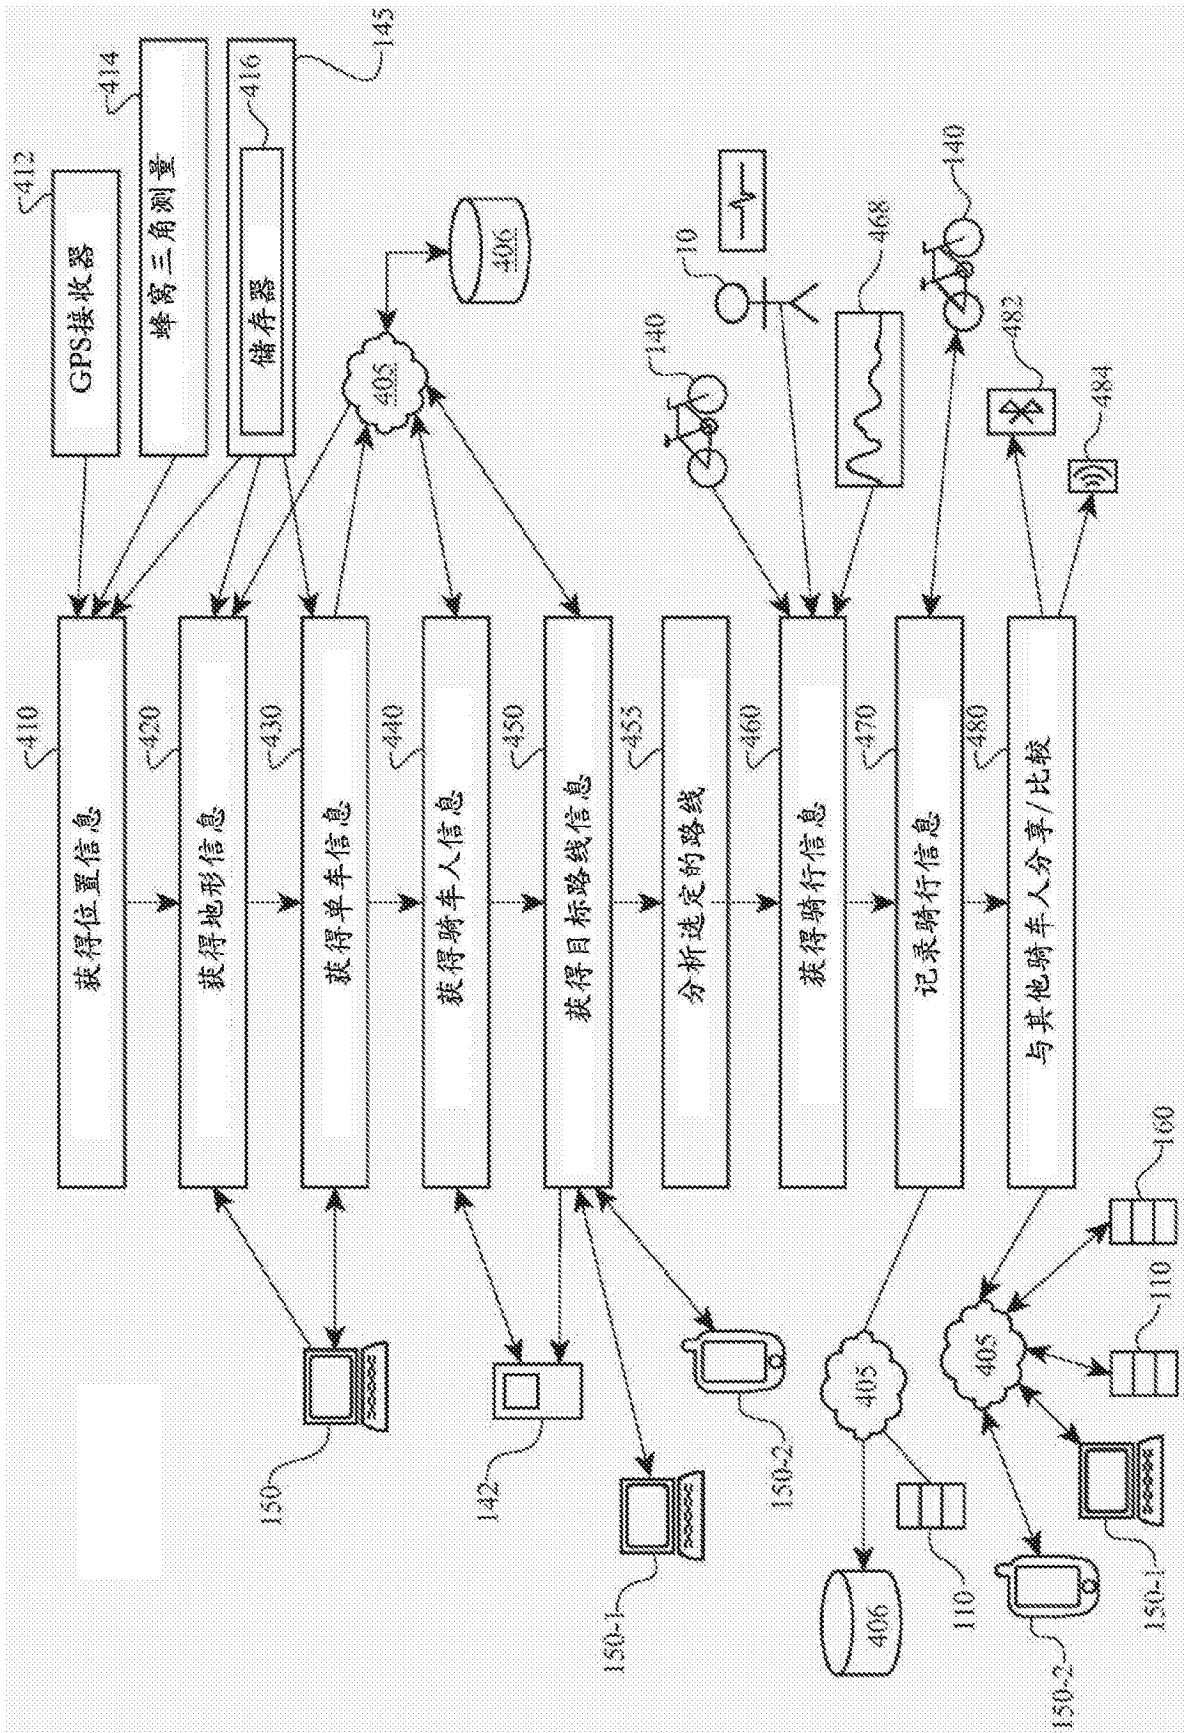 410
412
获得位置信息
GPS接收器
414
420
蜂窝三角测量
获得地形信息
416
储存器
430
150
获得单车信息
145
405
440
获得骑车人信息
142
450
406
获得目标路线信息
150-1
455
140
分析选定的路线
10
460
150-2
获得骑行信息
468
470
405
406
记录骑行信息
140
110
480
482
405
与其他骑车人分享/比较
150-2
484
150-1
110
160